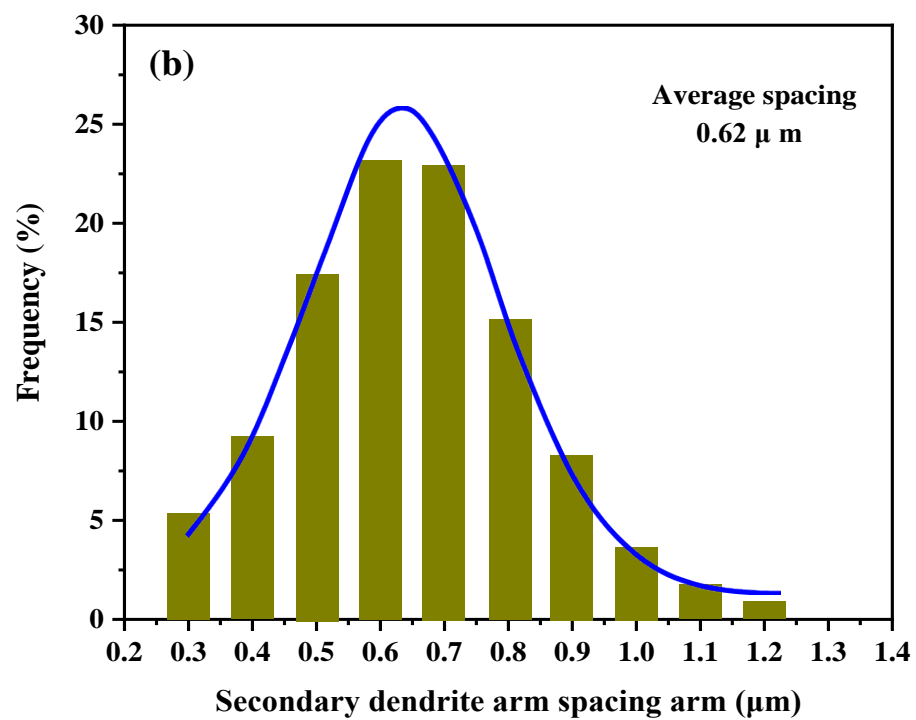 (b)
Average spacing
0.62 μ m
30
25
20
15
10
5
0
Frequency (%)
0.2 0.3 0.4 0.5 0.6 0.7 0.8 0.9 1.0 1.1 1.2 1.3 1.4
Secondary dendrite arm spacing arm (μm)